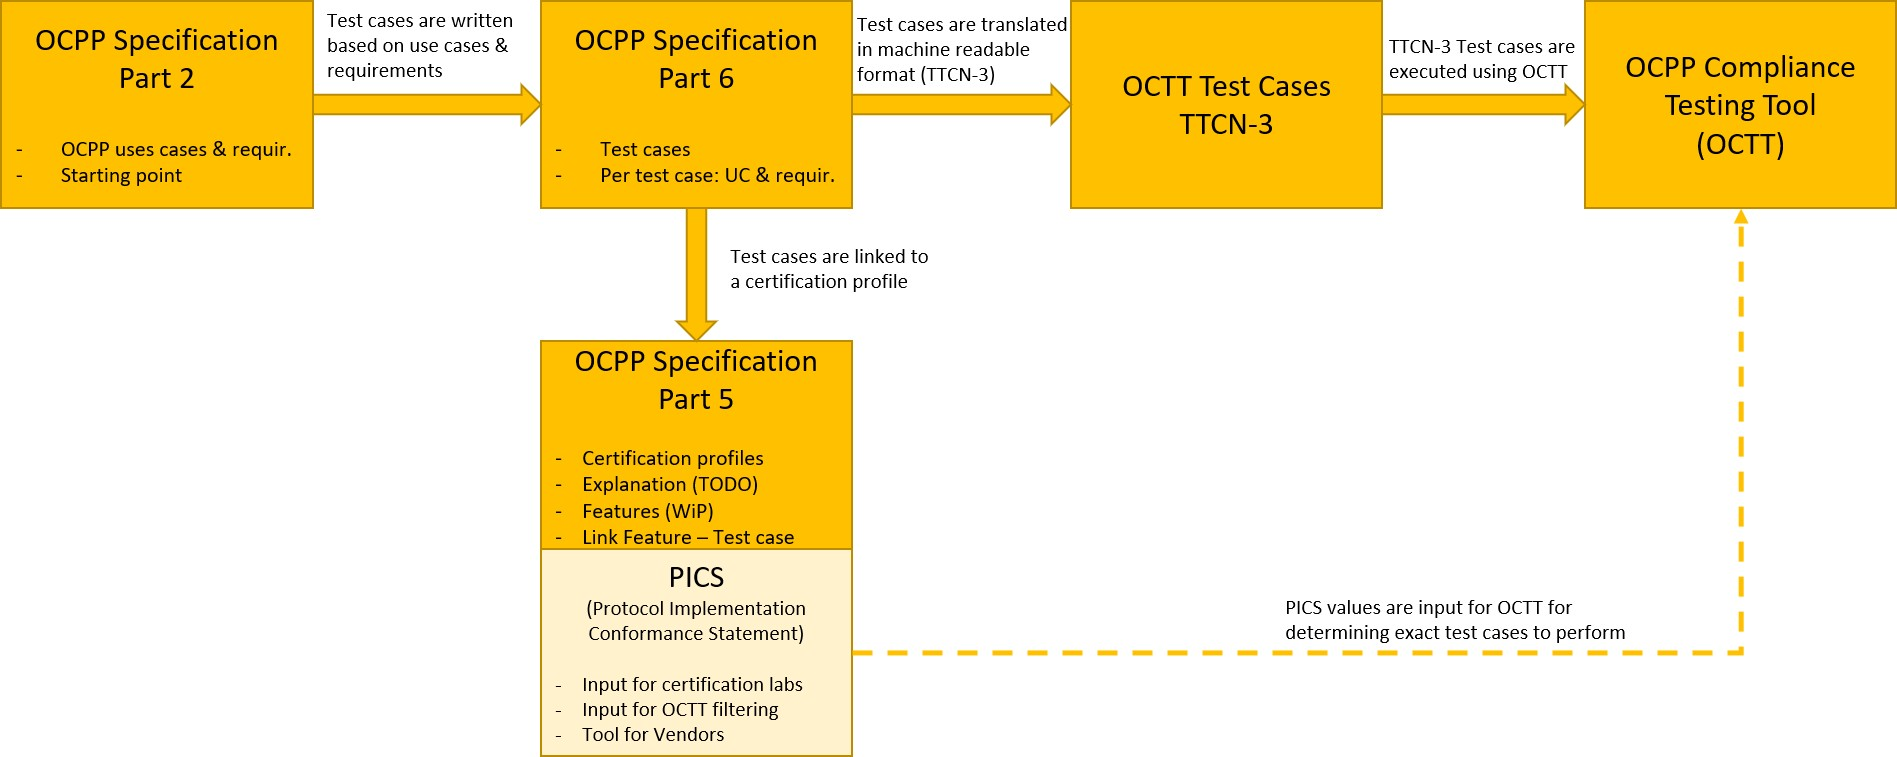 OCPP Specification
Part 2
- OCPP uses cases & requir.
- Starting point
Test cases are written
based on use cases &
requirements
OCPP Specification
Part 6
- Test cases
- Per test case: UC & requir.
Test cases are translated
in machine readable
format (TTCN-3)
OCTT Test Cases
TTCN-3
TTCN-3 Test cases are
executed using OCTT
OCPP Compliance
Testing Tool
(OCTT)
Test cases are linked to
a certification profile
OCPP Specification
Part 5
- Certification profiles
- Explanation (TODO)
- Features (WiP)
- Link Feature – Test case
PICS
(Protocol Implementation
Conformance Statement)
- Input for certification labs
- Input for OCTT filtering
- Tool for Vendors
PICS values are input for OCTT for
determining exact test cases to perform